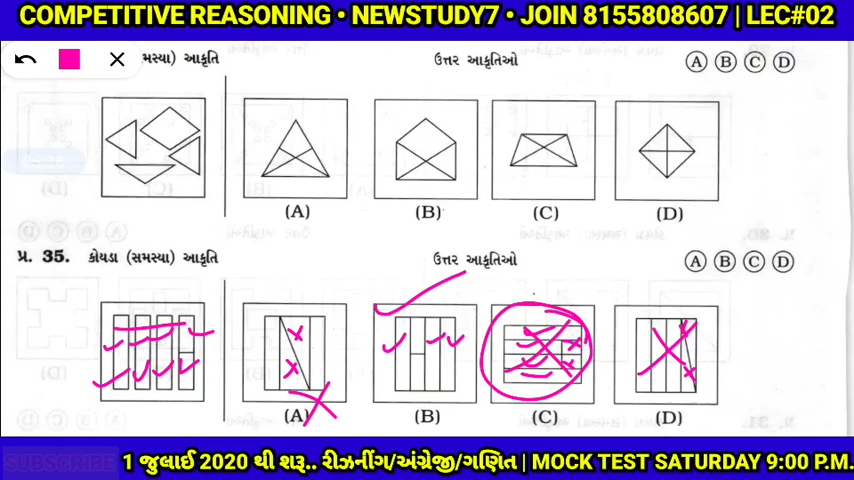 COMPETITIVE REASONING • NEWSTUDY7 • JOIN 8155808607 | LEC#02
મસ્યા) આકૃતિ ઉત્તર આકૃતિઓ A B C D
(A) (B) (C) (D)
પ્ર. 35. કોયડા (સમસ્યા) આકૃતિ ઉત્તર આકૃતિઓ A B C D
(A) (B) (C) (D)
SUBSCRIBE 1 જુલાઈ 2020 થી શરૂ.. રીઝનીંગ/અંગ્રેજી/ગણિત | MOCK TEST SATURDAY 9:00 P.M.